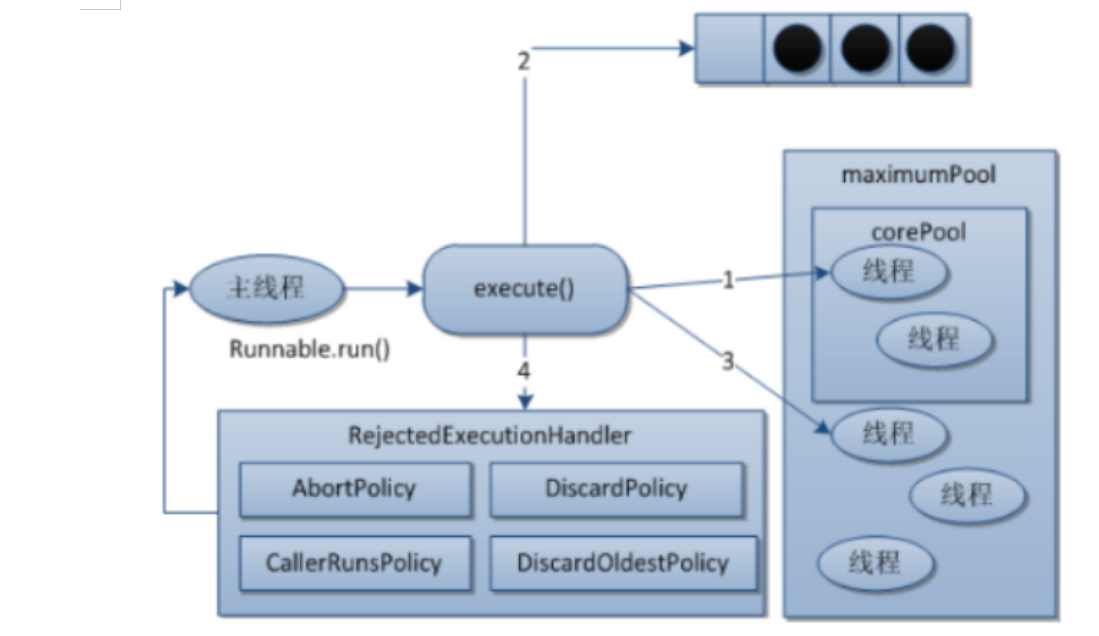 2
maximumPool
corePool
线程
线程
主线程
execute()
1
Runnable.run()
4
3
RejectedExecutionHandler
AbortPolicy
DiscardPolicy
CallerRunsPolicy
DiscardOldestPolicy
线程
线程
线程